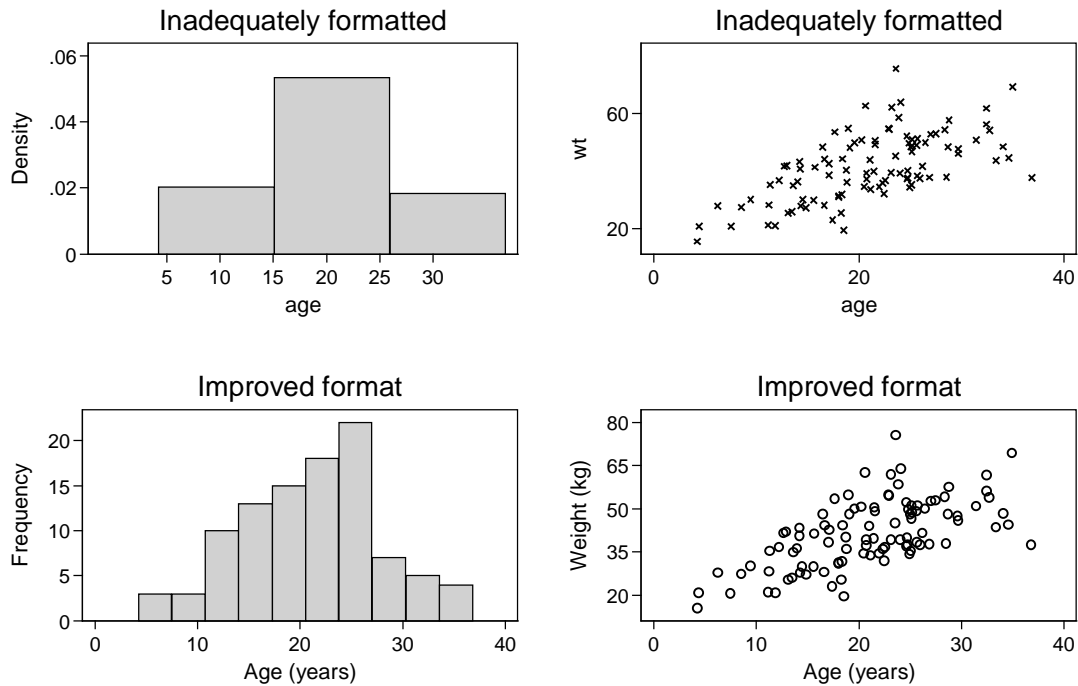 Inadequately formatted
.06
.04
.02
0
Density
5 10 15 20 25 30
age
Inadequately formatted
60
20
wt
0 20 40
age
Improved format
20
15
10
5
0
Frequency
0 10 20 30 40
Age (years)
Improved format
80
65
50
35
20
Weight (kg)
0 10 20 30 40
Age (years)